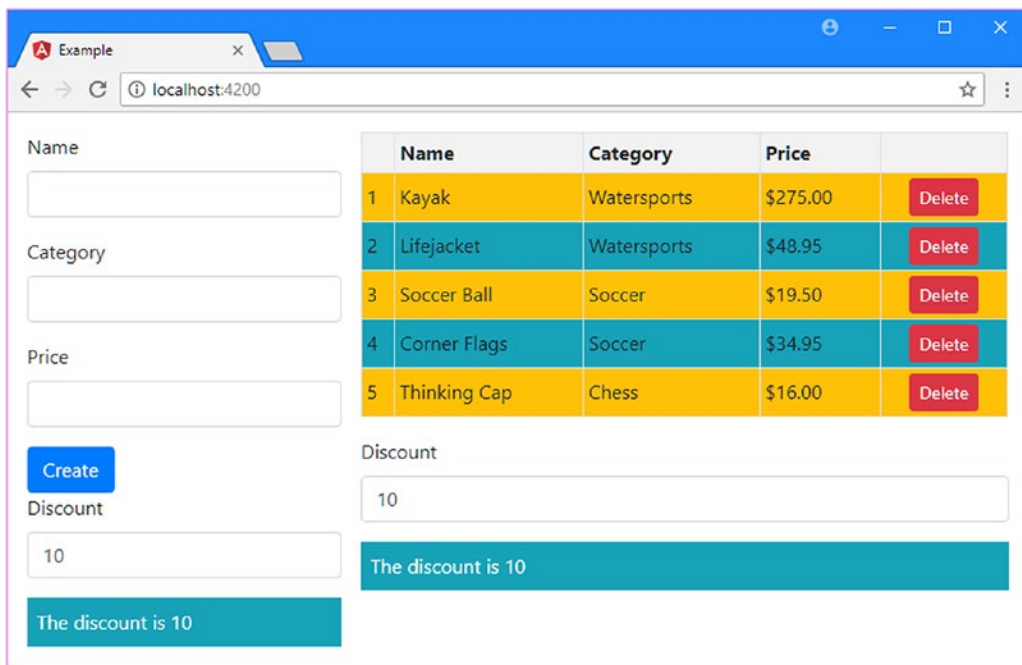 Example
localhost:4200
Name
Category
Price
Create
Discount
10
The discount is 10
Name Category Price
1 Kayak Watersports $275.00 Delete
2 Lifejacket Watersports $48.95 Delete
3 Soccer Ball Soccer $19.50 Delete
4 Corner Flags Soccer $34.95 Delete
5 Thinking Cap Chess $16.00 Delete
Discount
10
The discount is 10